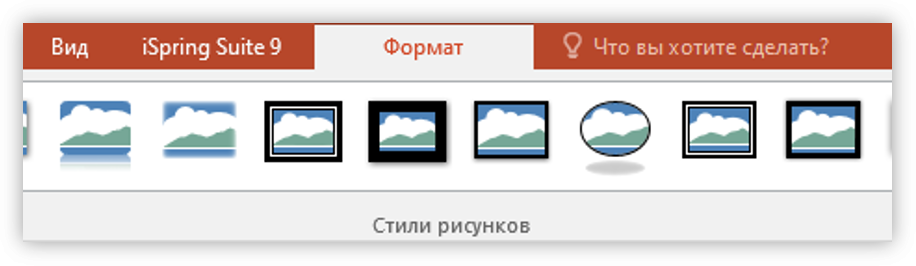 Вид iSpring Suite 9 Формат Что вы хотите сделать?
Стили рисунков